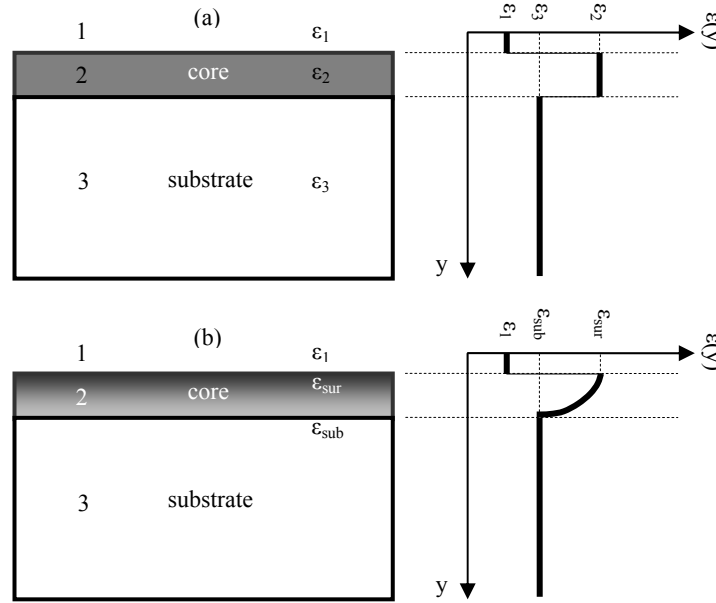 (a)
1 ε₁
2 core ε₂
3 substrate ε₃
ε₁ ε₃ ε₂ ε(y)
y
(b)
1 ε₁
2 core εsur
εsub
3 substrate
ε₁ εsub εsur ε(y)
y